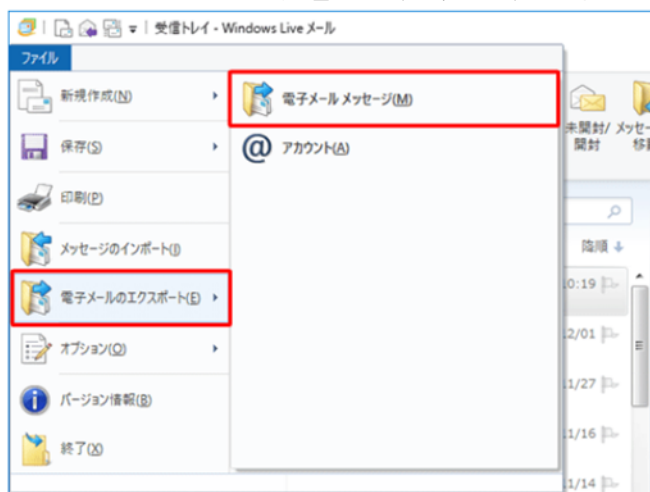 受信トレイ - Windows Live メール
ファイル
新規作成(N)
保存(S)
印刷(P)
メッセージのインポート(I)
電子メールのエクスポート(E)
オプション(O)
バージョン情報(B)
終了(X)
電子メール メッセージ(M)
アカウント(A)
未開封/
開封
メッセー
移
降順
0:19
2/01
1/27
1/16
1/14